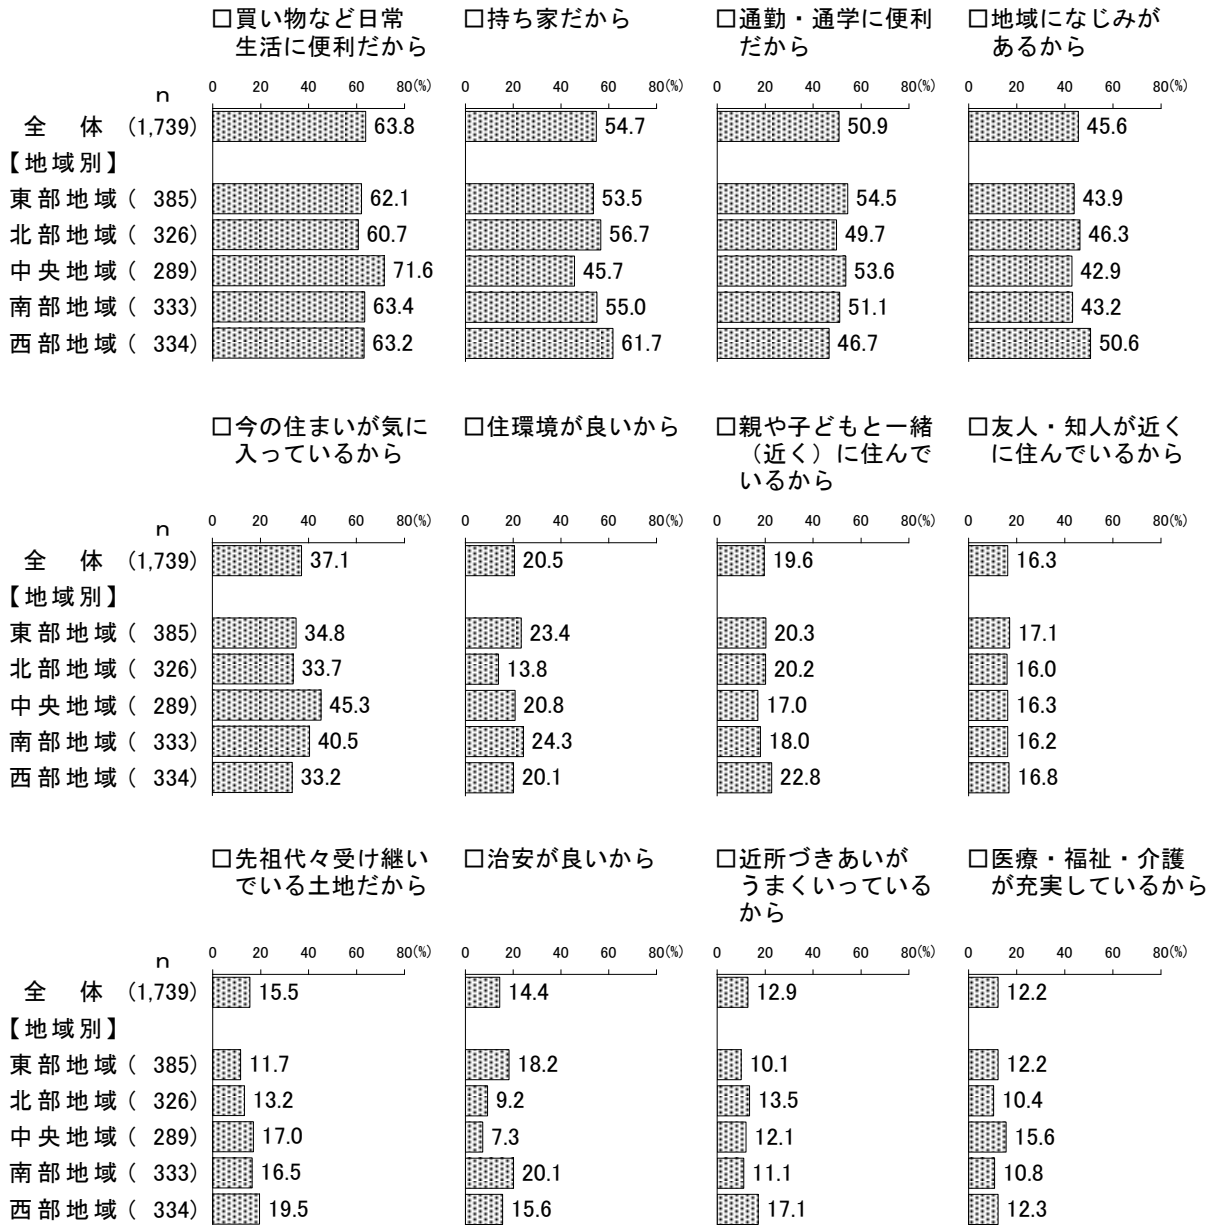 □買い物など日常 □持ち家だから □通勤・通学に便利 □地域になじみが
生活に便利だから だから あるから
n 0 20 40 60 80(%) 0 20 40 60 80(%) 0 20 40 60 80(%) 0 20 40 60 80(%)
全 体 (1,739) 63.8 54.7 50.9 45.6
【地域別】
東部地域 ( 385) 62.1 53.5 54.5 43.9
北部地域 ( 326) 60.7 56.7 49.7 46.3
中央地域 ( 289) 71.6 45.7 53.6 42.9
南部地域 ( 333) 63.4 55.0 51.1 43.2
西部地域 ( 334) 63.2 61.7 46.7 50.6
□今の住まいが気に □住環境が良いから □親や子どもと一緒 □友人・知人が近く
入っているから （近く）に住んで に住んでいるから
いるから
n 0 20 40 60 80(%) 0 20 40 60 80(%) 0 20 40 60 80(%) 0 20 40 60 80(%)
全 体 (1,739) 37.1 20.5 19.6 16.3
【地域別】
東部地域 ( 385) 34.8 23.4 20.3 17.1
北部地域 ( 326) 33.7 13.8 20.2 16.0
中央地域 ( 289) 45.3 20.8 17.0 16.3
南部地域 ( 333) 40.5 24.3 18.0 16.2
西部地域 ( 334) 33.2 20.1 22.8 16.8
□先祖代々受け継い □治安が良いから □近所づきあいが □医療・福祉・介護
でいる土地だから うまくいっている が充実しているから
から
n 0 20 40 60 80(%) 0 20 40 60 80(%) 0 20 40 60 80(%) 0 20 40 60 80(%)
全 体 (1,739) 15.5 14.4 12.9 12.2
【地域別】
東部地域 ( 385) 11.7 18.2 10.1 12.2
北部地域 ( 326) 13.2 9.2 13.5 10.4
中央地域 ( 289) 17.0 7.3 12.1 15.6
南部地域 ( 333) 16.5 20.1 11.1 10.8
西部地域 ( 334) 19.5 15.6 17.1 12.3